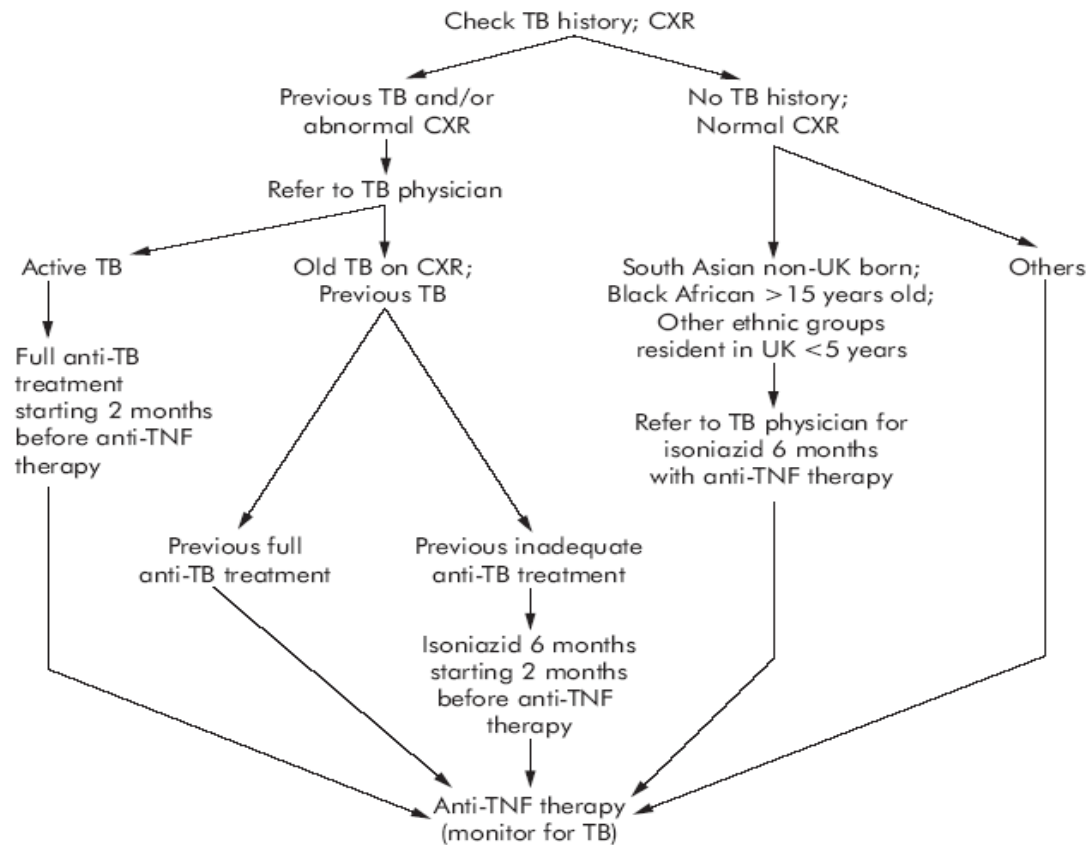 Check TB history; CXR
Previous TB and/or
abnormal CXR
No TB history;
Normal CXR
Refer to TB physician
Active TB
Old TB on CXR;
Previous TB
South Asian non-UK born;
Black African >15 years old;
Other ethnic groups
resident in UK <5 years
Others
Full anti-TB
treatment
starting 2 months
before anti-TNF
therapy
Refer to TB physician for
isoniazid 6 months
with anti-TNF therapy
Previous full
anti-TB treatment
Previous inadequate
anti-TB treatment
Isoniazid 6 months
starting 2 months
before anti-TNF
therapy
Anti-TNF therapy
(monitor for TB)